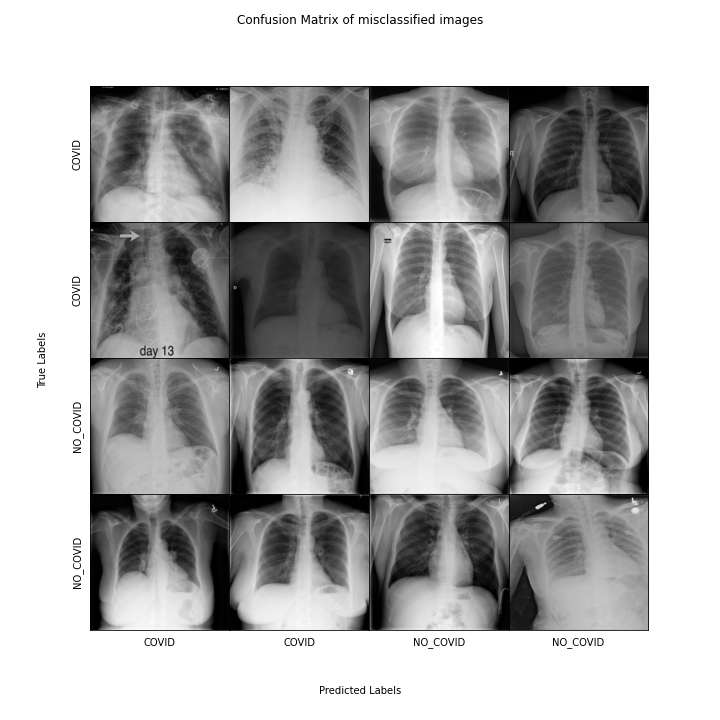 Confusion Matrix of misclassified images
COVID
R
COVID
day 13
True Labels
NO_COVID
NO_COVID
COVID
COVID
NO_COVID
NO_COVID
Predicted Labels